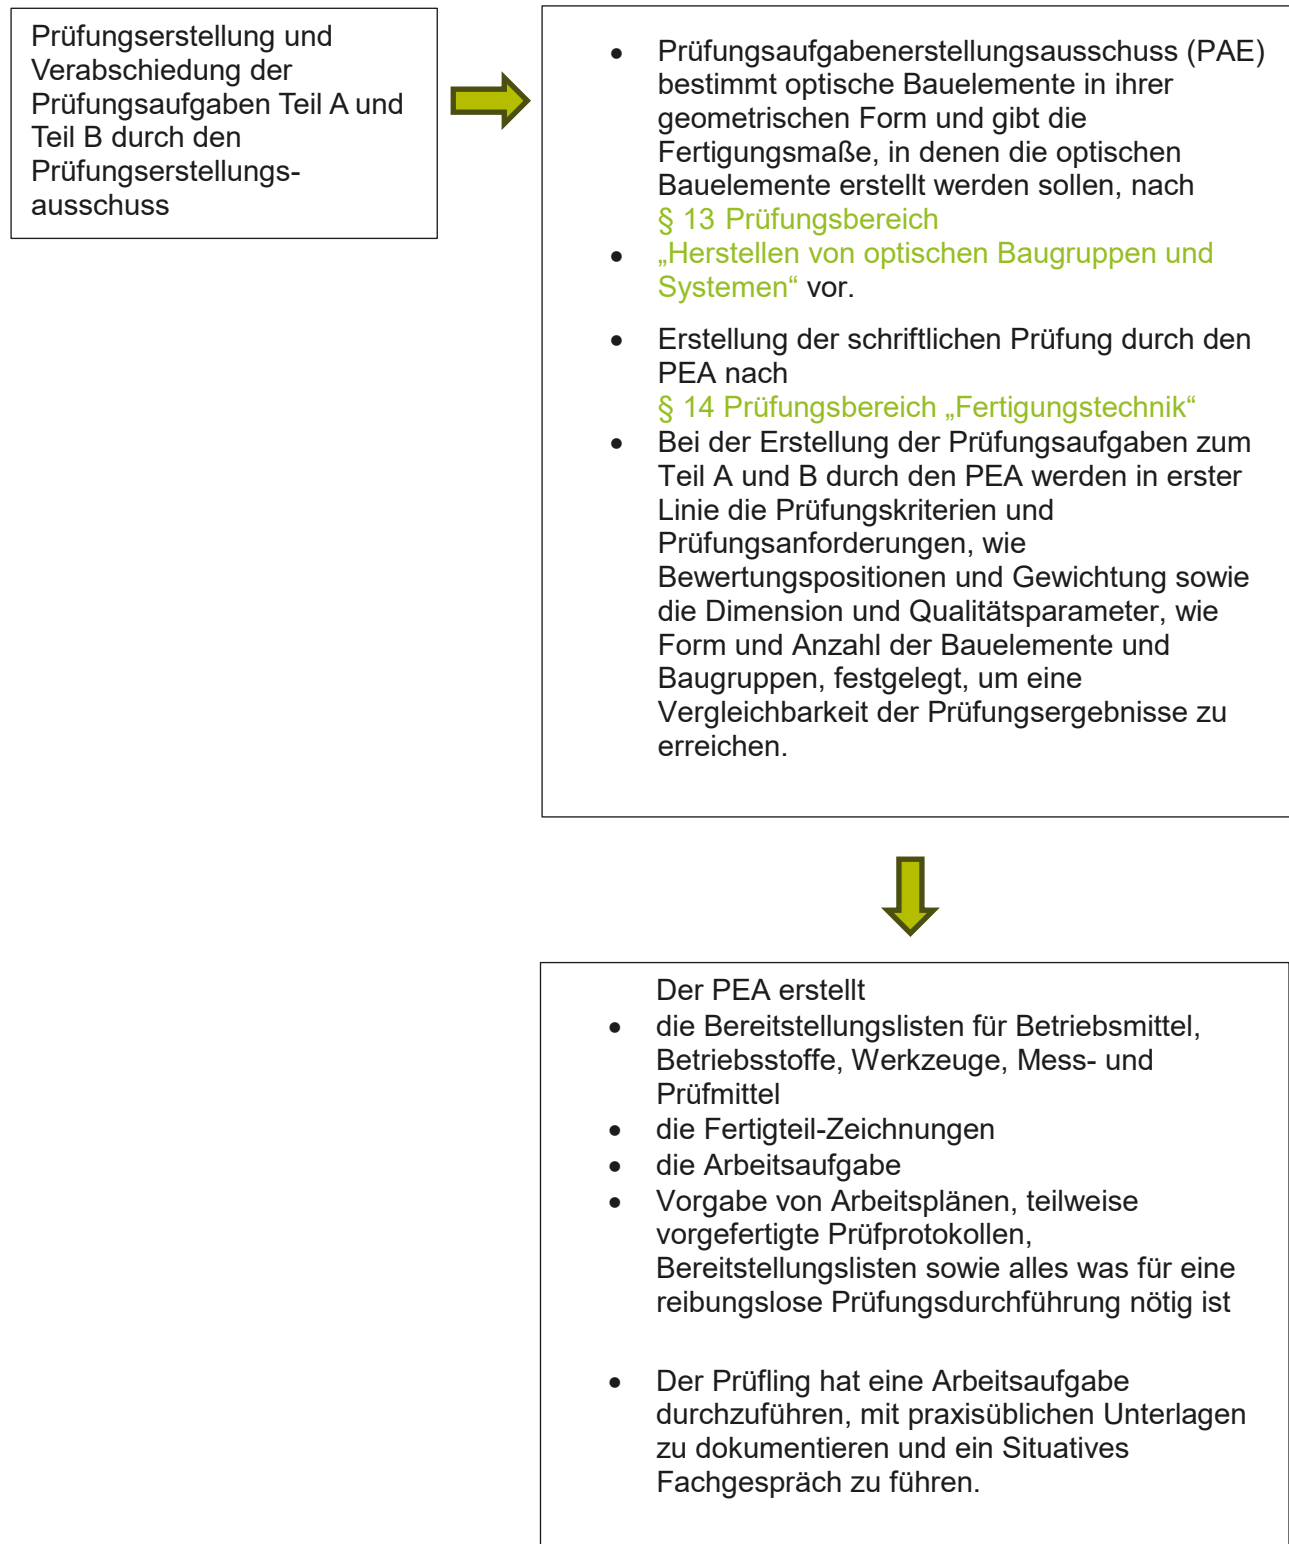 Prüfungserstellung und
Verabschiedung der
Prüfungsaufgaben Teil A und
Teil B durch den
Prüfungserstellungs-
ausschuss
• Prüfungsaufgabenerstellungsausschuss (PAE)
bestimmt optische Bauelemente in ihrer
geometrischen Form und gibt die
Fertigungsmaße, in denen die optischen
Bauelemente erstellt werden sollen, nach
§ 13 Prüfungsbereich
• „Herstellen von optischen Baugruppen und
Systemen“ vor.
• Erstellung der schriftlichen Prüfung durch den
PEA nach
§ 14 Prüfungsbereich „Fertigungstechnik“
• Bei der Erstellung der Prüfungsaufgaben zum
Teil A und B durch den PEA werden in erster
Linie die Prüfungskriterien und
Prüfungsanforderungen, wie
Bewertungspositionen und Gewichtung sowie
die Dimension und Qualitätsparameter, wie
Form und Anzahl der Bauelemente und
Baugruppen, festgelegt, um eine
Vergleichbarkeit der Prüfungsergebnisse zu
erreichen.
Der PEA erstellt
• die Bereitstellungslisten für Betriebsmittel,
Betriebsstoffe, Werkzeuge, Mess- und
Prüfmittel
• die Fertigteil-Zeichnungen
• die Arbeitsaufgabe
• Vorgabe von Arbeitsplänen, teilweise
vorgefertigte Prüfprotokollen,
Bereitstellungslisten sowie alles was für eine
reibungslose Prüfungsdurchführung nötig ist
• Der Prüfling hat eine Arbeitsaufgabe
durchzuführen, mit praxisüblichen Unterlagen
zu dokumentieren und ein Situatives
Fachgespräch zu führen.